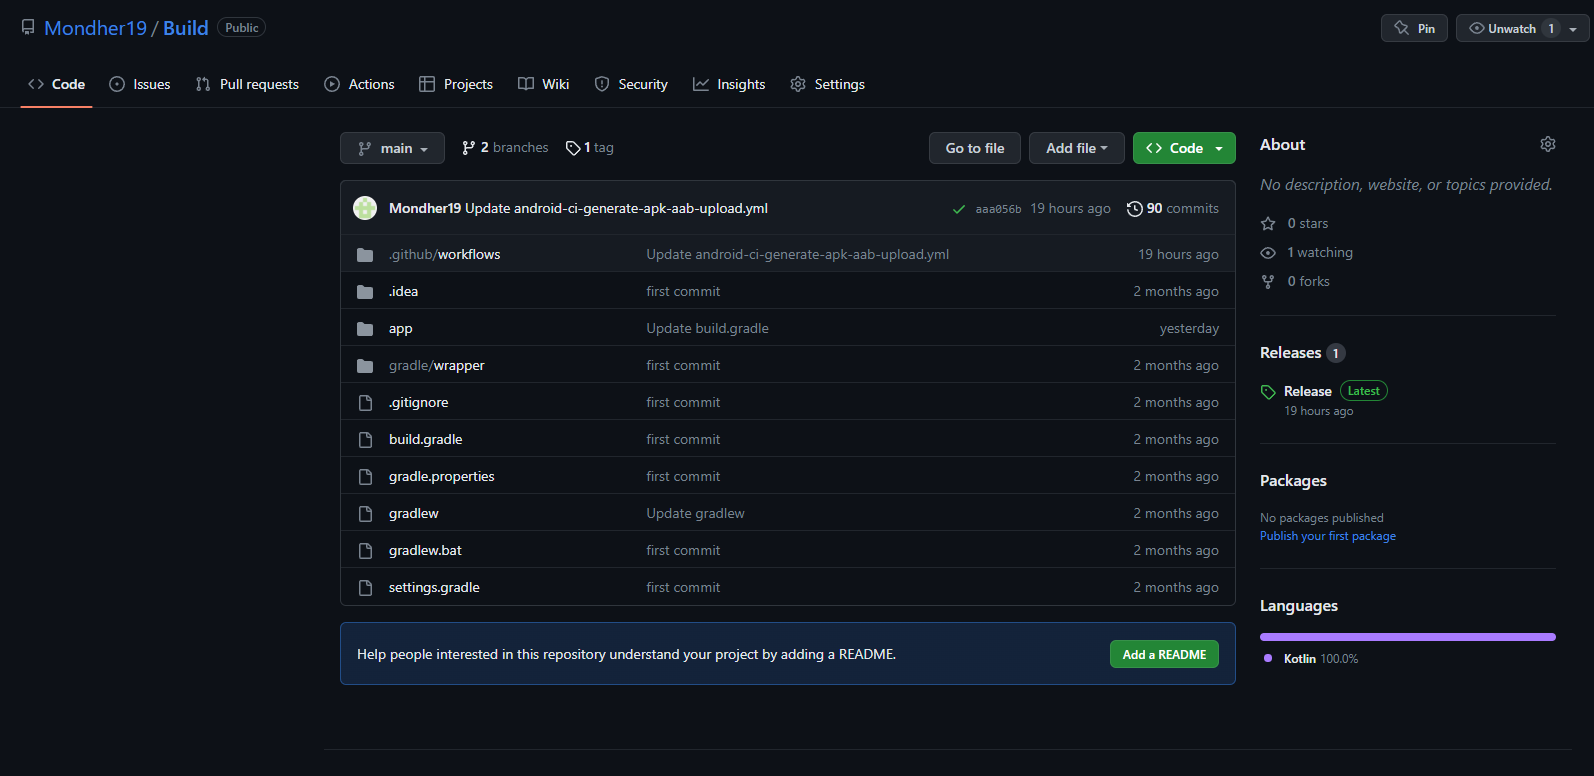 Mondher19 / Build Public
Pin
Unwatch 1
Code
Issues
Pull requests
Actions
Projects
Wiki
Security
Insights
Settings
main
2 branches
1 tag
Go to file
Add file
Code
Mondher19 Update android-ci-generate-apk-aab-upload.yml
aaa056b 19 hours ago
90 commits
.github/workflows Update android-ci-generate-apk-aab-upload.yml 19 hours ago
.idea first commit 2 months ago
app Update build.gradle yesterday
gradle/wrapper first commit 2 months ago
.gitignore first commit 2 months ago
build.gradle first commit 2 months ago
gradle.properties first commit 2 months ago
gradlew Update gradlew 2 months ago
gradlew.bat first commit 2 months ago
settings.gradle first commit 2 months ago
Help people interested in this repository understand your project by adding a README.
Add a README
About
No description, website, or topics provided.
0 stars
1 watching
0 forks
Releases 1
Release Latest
19 hours ago
Packages
No packages published
Publish your first package
Languages
Kotlin 100.0%